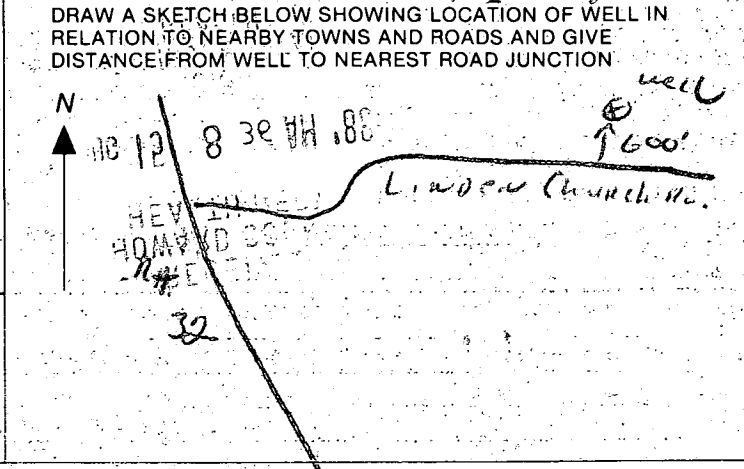 DRAW A SKETCH BELOW SHOWING LOCATION OF WELL IN
RELATION TO NEARBY TOWNS AND ROADS AND GIVE
DISTANCE FROM WELL TO NEAREST ROAD JUNCTION
well
N
600'
Linden Church Rd.
HOWARD
32